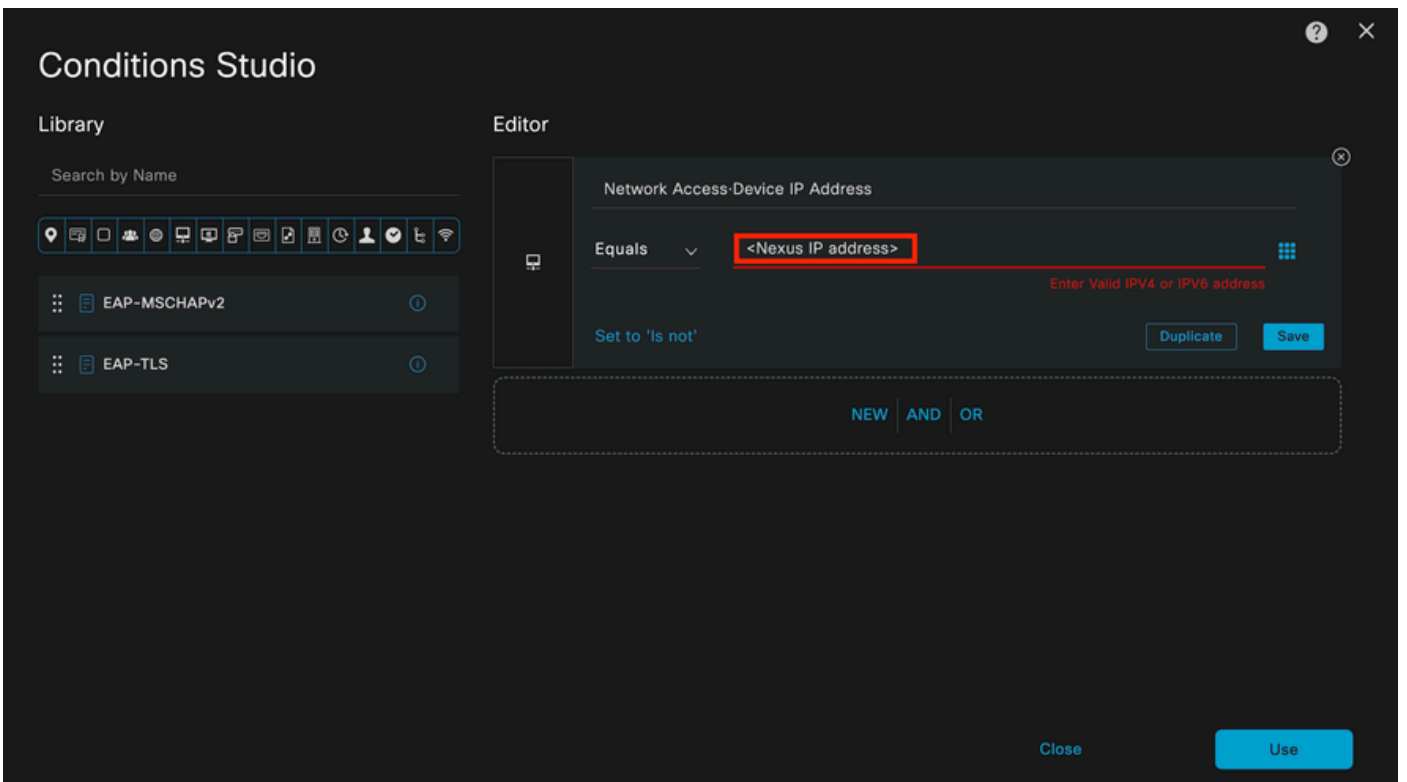 Conditions Studio
Library
Search by Name
EAP-MSCHAPv2
EAP-TLS
Editor
Network Access·Device IP Address
Equals
<Nexus IP address>
Enter Valid IPV4 or IPV6 address
Set to 'Is not'
Duplicate
Save
NEW AND OR
Close
Use